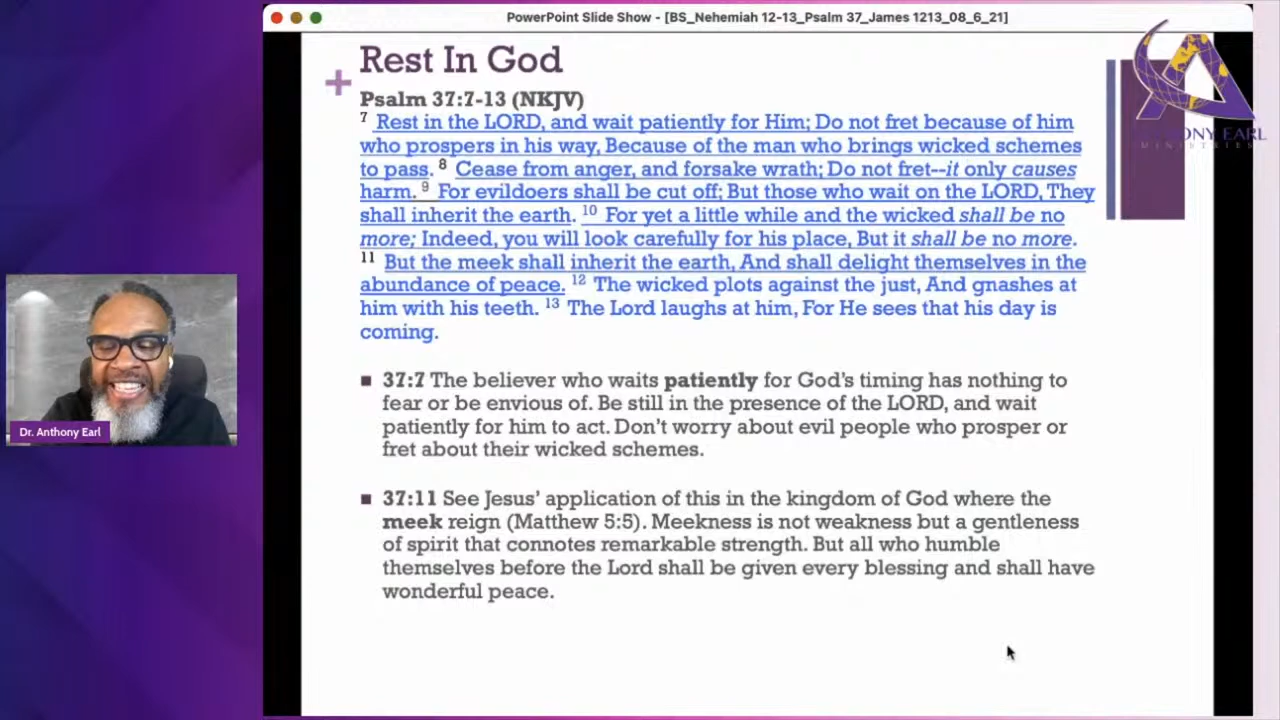 PowerPoint Slide Show - [BS_Nehemiah 12-13_Psalm 37_James 1213_08_6_21]
Rest In God
Psalm 37:7-13 (NKJV)
7 Rest in the LORD, and wait patiently for Him; Do not fret because of him
who prospers in his way, Because of the man who brings wicked schemes
to pass. 8 Cease from anger, and forsake wrath; Do not fret--it only causes
harm. 9 For evildoers shall be cut off; But those who wait on the LORD, They
shall inherit the earth. 10 For yet a little while and the wicked shall be no
more; Indeed, you will look carefully for his place, But it shall be no more.
11 But the meek shall inherit the earth, And shall delight themselves in the
abundance of peace. 12 The wicked plots against the just, And gnashes at
him with his teeth. 13 The Lord laughs at him, For He sees that his day is
coming.
37:7 The believer who waits patiently for God's timing has nothing to
fear or be envious of. Be still in the presence of the LORD, and wait
patiently for him to act. Don't worry about evil people who prosper or
fret about their wicked schemes.
37:11 See Jesus' application of this in the kingdom of God where the
meek reign (Matthew 5:5). Meekness is not weakness but a gentleness
of spirit that connotes remarkable strength. But all who humble
themselves before the Lord shall be given every blessing and shall have
wonderful peace.
Dr. Anthony Earl
EARL
MINISTRIES